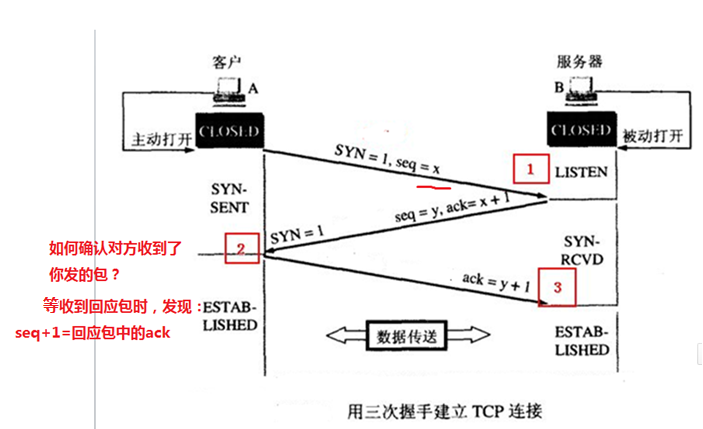 客户
服务器
A
B
CLOSED
CLOSED
主动打开
被动打开
SYN = 1, seq = x
1
LISTEN
SYN-
SENT
seq = y, ack= x + 1
SYN = 1
2
SYN-
RCVD
如何确认对方收到了
你发的包？
ack = y + 1
3
等收到回应包时，发现：
seq+1=回应包中的ack
ESTAB-
LISHED
数据传送
ESTAB-
LISHED
用三次握手建立 TCP 连接